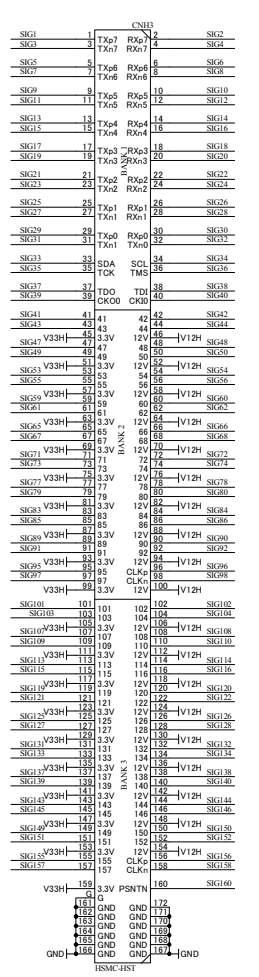 CNH3
SIG1 1 TXp7 RXp7 2 SIG2
SIG3 3 TXn7 RXn7 4 SIG4
SIG5 5 TXp6 RXp6 6 SIG6
SIG7 7 TXn6 RXn6 8 SIG8
SIG9 9 TXp5 RXp5 10 SIG10
SIG11 11 TXn5 RXn5 12 SIG12
SIG13 13 TXp4 RXp4 14 SIG14
SIG15 15 TXn4 RXn4 16 SIG16
SIG17 17 TXp3 RXp3 18 SIG18
SIG19 19 TXn3 RXn3 20 SIG20
BANK 1
SIG21 21 TXp2 RXp2 22 SIG22
SIG23 23 TXn2 RXn2 24 SIG24
SIG25 25 TXp1 RXp1 26 SIG26
SIG27 27 TXn1 RXn1 28 SIG28
SIG29 29 TXp0 RXp0 30 SIG30
SIG31 31 TXn1 TXn0 32 SIG32
SIG33 33 SDA SCL 34 SIG34
SIG35 35 TCK TMS 36 SIG36
SIG37 37 TDO TDI 38 SIG38
SIG39 39 CKO0 CKI0 40 SIG40
SIG41 41 41 42 42 SIG42
SIG43 43 43 44 44 SIG44
V33H 45 3.3V 12V 46 V12H
SIG47 47 47 48 48 SIG48
SIG49 49 49 50 50 SIG50
V33H 51 3.3V 12V 52 V12H
SIG53 53 53 54 54 SIG54
SIG55 55 55 56 56 SIG56
V33H 57 3.3V 12V 58 V12H
SIG59 59 59 60 60 SIG60
SIG61 61 61 62 62 SIG62
V33H 63 3.3V 12V 64 V12H
SIG65 65 65 66 66 SIG66
SIG67 67 67 68 68 SIG68
BANK 2
V33H 69 3.3V 12V 70 V12H
SIG71 71 71 72 72 SIG72
SIG73 73 73 74 74 SIG74
V33H 75 3.3V 12V 76 V12H
SIG77 77 77 78 78 SIG78
SIG79 79 79 80 80 SIG80
V33H 81 3.3V 12V 82 V12H
SIG83 83 83 84 84 SIG84
SIG85 85 85 86 86 SIG86
V33H 87 3.3V 12V 88 V12H
SIG89 89 89 90 90 SIG90
SIG91 91 91 92 92 SIG92
V33H 93 3.3V 12V 94 V12H
SIG95 95 95 CLKp 96 SIG96
SIG97 97 97 CLKn 98 SIG98
V33H 99 3.3V 12V 100 V12H
SIG101 101 101 102 102 SIG102
SIG103 103 103 104 104 SIG104
V33H 105 3.3V 12V 106 V12H
SIG107 107 107 108 108 SIG108
SIG109 109 109 110 110 SIG110
V33H 111 3.3V 12V 112 V12H
SIG113 113 113 114 114 SIG114
SIG115 115 115 116 116 SIG116
V33H 117 3.3V 12V 118 V12H
SIG119 119 119 120 120 SIG120
SIG121 121 121 122 122 SIG122
V33H 123 3.3V 12V 124 V12H
SIG125 125 125 126 126 SIG126
SIG127 127 127 128 128 SIG128
V33H 129 3.3V 12V 130 V12H
SIG131 131 131 132 132 SIG132
SIG133 133 133 134 134 SIG134
BANK 3
V33H 135 3.3V 12V 136 V12H
SIG137 137 137 138 138 SIG138
SIG139 139 139 140 140 SIG140
V33H 141 3.3V 12V 142 V12H
SIG143 143 143 144 144 SIG144
SIG145 145 145 146 146 SIG146
V33H 147 3.3V 12V 148 V12H
SIG149 149 149 150 150 SIG150
SIG151 151 151 152 152 SIG152
V33H 153 3.3V 12V 154 V12H
SIG155 155 155 CLKp 156 SIG156
SIG157 157 157 CLKn 158 SIG158
V33H 159 3.3V PSNTN 160 SIG160
G G
161 GND GND 172
162 GND GND 171
163 GND GND 170
164 GND GND 169
165 GND GND 168
GND 166 GND GND 167 GND
HSMC-HST